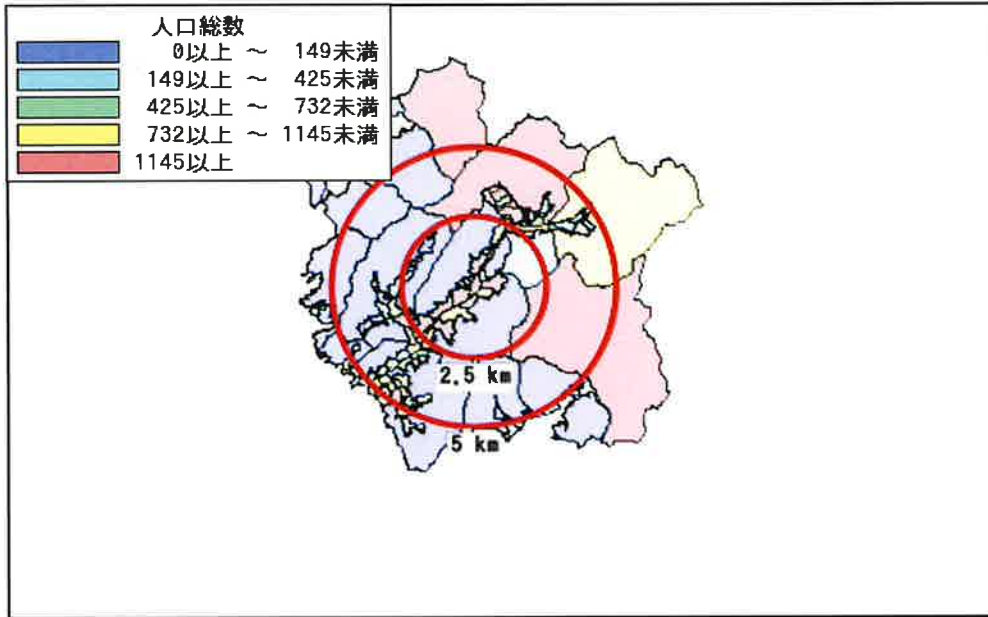 人口総数
0以上 ～ 149未満
149以上 ～ 425未満
425以上 ～ 732未満
732以上 ～ 1145未満
1145以上
2.5 km
5 km